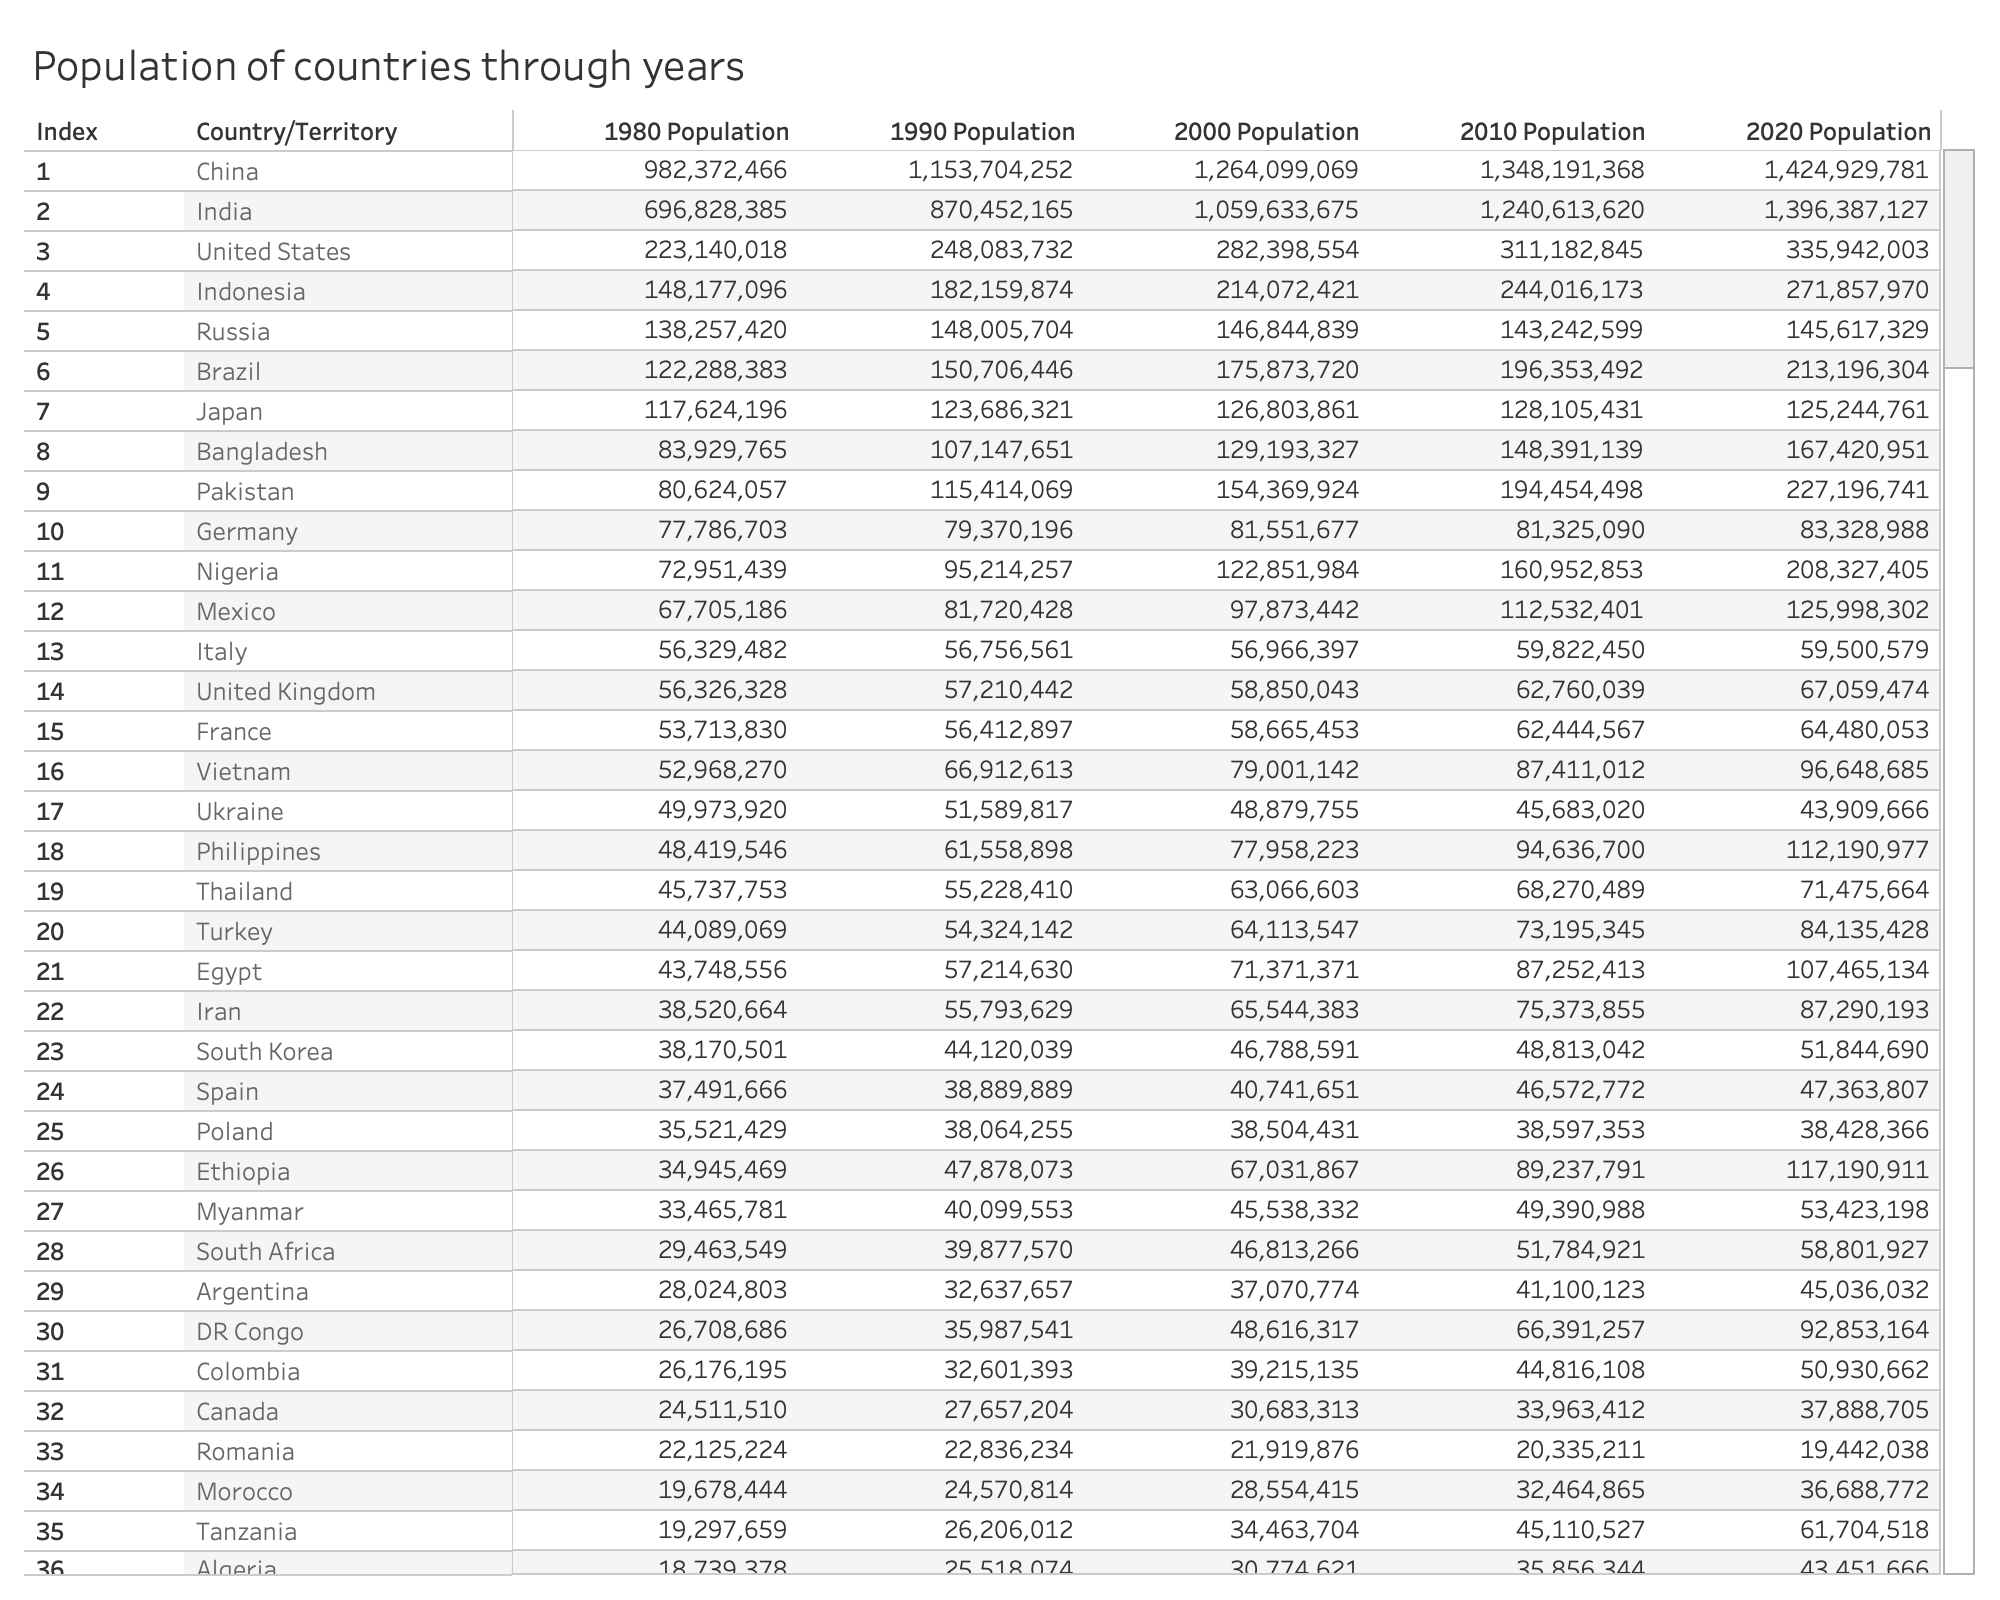 Population of countries through years
Index Country/Territory 1980 Population 1990 Population 2000 Population 2010 Population 2020 Population
1 China 982,372,466 1,153,704,252 1,264,099,069 1,348,191,368 1,424,929,781
2 India 696,828,385 870,452,165 1,059,633,675 1,240,613,620 1,396,387,127
3 United States 223,140,018 248,083,732 282,398,554 311,182,845 335,942,003
4 Indonesia 148,177,096 182,159,874 214,072,421 244,016,173 271,857,970
5 Russia 138,257,420 148,005,704 146,844,839 143,242,599 145,617,329
6 Brazil 122,288,383 150,706,446 175,873,720 196,353,492 213,196,304
7 Japan 117,624,196 123,686,321 126,803,861 128,105,431 125,244,761
8 Bangladesh 83,929,765 107,147,651 129,193,327 148,391,139 167,420,951
9 Pakistan 80,624,057 115,414,069 154,369,924 194,454,498 227,196,741
10 Germany 77,786,703 79,370,196 81,551,677 81,325,090 83,328,988
11 Nigeria 72,951,439 95,214,257 122,851,984 160,952,853 208,327,405
12 Mexico 67,705,186 81,720,428 97,873,442 112,532,401 125,998,302
13 Italy 56,329,482 56,756,561 56,966,397 59,822,450 59,500,579
14 United Kingdom 56,326,328 57,210,442 58,850,043 62,760,039 67,059,474
15 France 53,713,830 56,412,897 58,665,453 62,444,567 64,480,053
16 Vietnam 52,968,270 66,912,613 79,001,142 87,411,012 96,648,685
17 Ukraine 49,973,920 51,589,817 48,879,755 45,683,020 43,909,666
18 Philippines 48,419,546 61,558,898 77,958,223 94,636,700 112,190,977
19 Thailand 45,737,753 55,228,410 63,066,603 68,270,489 71,475,664
20 Turkey 44,089,069 54,324,142 64,113,547 73,195,345 84,135,428
21 Egypt 43,748,556 57,214,630 71,371,371 87,252,413 107,465,134
22 Iran 38,520,664 55,793,629 65,544,383 75,373,855 87,290,193
23 South Korea 38,170,501 44,120,039 46,788,591 48,813,042 51,844,690
24 Spain 37,491,666 38,889,889 40,741,651 46,572,772 47,363,807
25 Poland 35,521,429 38,064,255 38,504,431 38,597,353 38,428,366
26 Ethiopia 34,945,469 47,878,073 67,031,867 89,237,791 117,190,911
27 Myanmar 33,465,781 40,099,553 45,538,332 49,390,988 53,423,198
28 South Africa 29,463,549 39,877,570 46,813,266 51,784,921 58,801,927
29 Argentina 28,024,803 32,637,657 37,070,774 41,100,123 45,036,032
30 DR Congo 26,708,686 35,987,541 48,616,317 66,391,257 92,853,164
31 Colombia 26,176,195 32,601,393 39,215,135 44,816,108 50,930,662
32 Canada 24,511,510 27,657,204 30,683,313 33,963,412 37,888,705
33 Romania 22,125,224 22,836,234 21,919,876 20,335,211 19,442,038
34 Morocco 19,678,444 24,570,814 28,554,415 32,464,865 36,688,772
35 Tanzania 19,297,659 26,206,012 34,463,704 45,110,527 61,704,518
36 Algeria 18,739,378 25,518,074 30,774,621 35,856,344 43,451,666